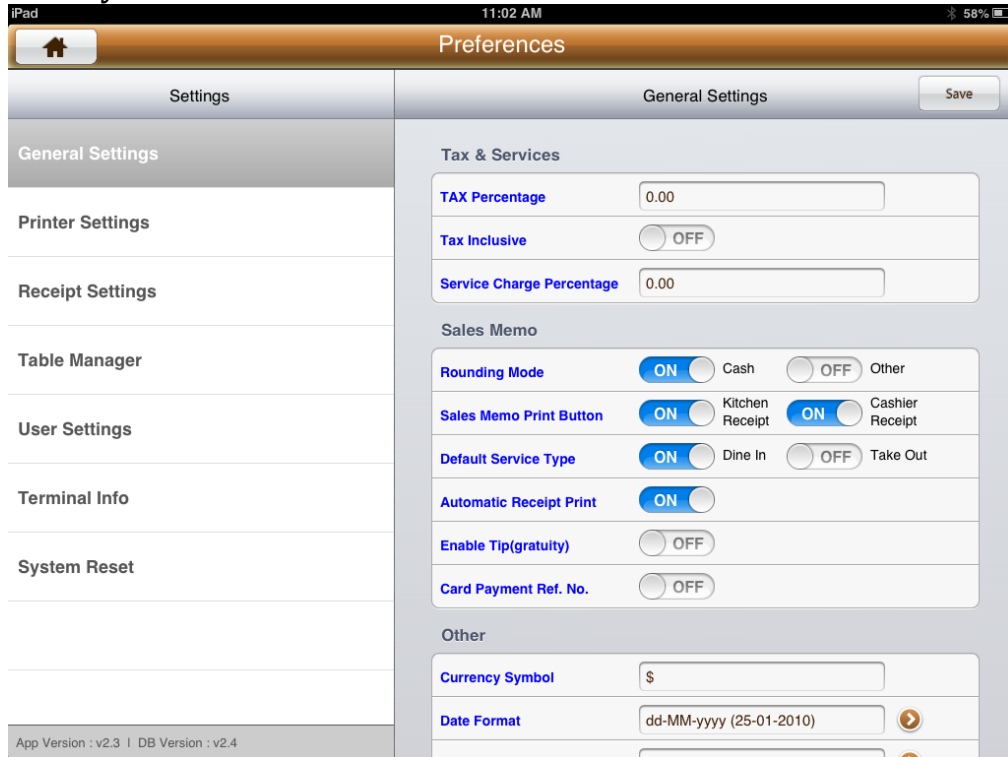 iPad 11:02 AM 58%
Preferences
Settings
General Settings
Save
General Settings
Printer Settings
Receipt Settings
Table Manager
User Settings
Terminal Info
System Reset
App Version : v2.3 | DB Version : v2.4
Tax & Services
TAX Percentage 0.00
Tax Inclusive OFF
Service Charge Percentage 0.00
Sales Memo
Rounding Mode ON Cash OFF Other
Sales Memo Print Button ON Kitchen Receipt ON Cashier Receipt
Default Service Type ON Dine In OFF Take Out
Automatic Receipt Print ON
Enable Tip(gratuity) OFF
Card Payment Ref. No. OFF
Other
Currency Symbol $
Date Format dd-MM-yyyy (25-01-2010)